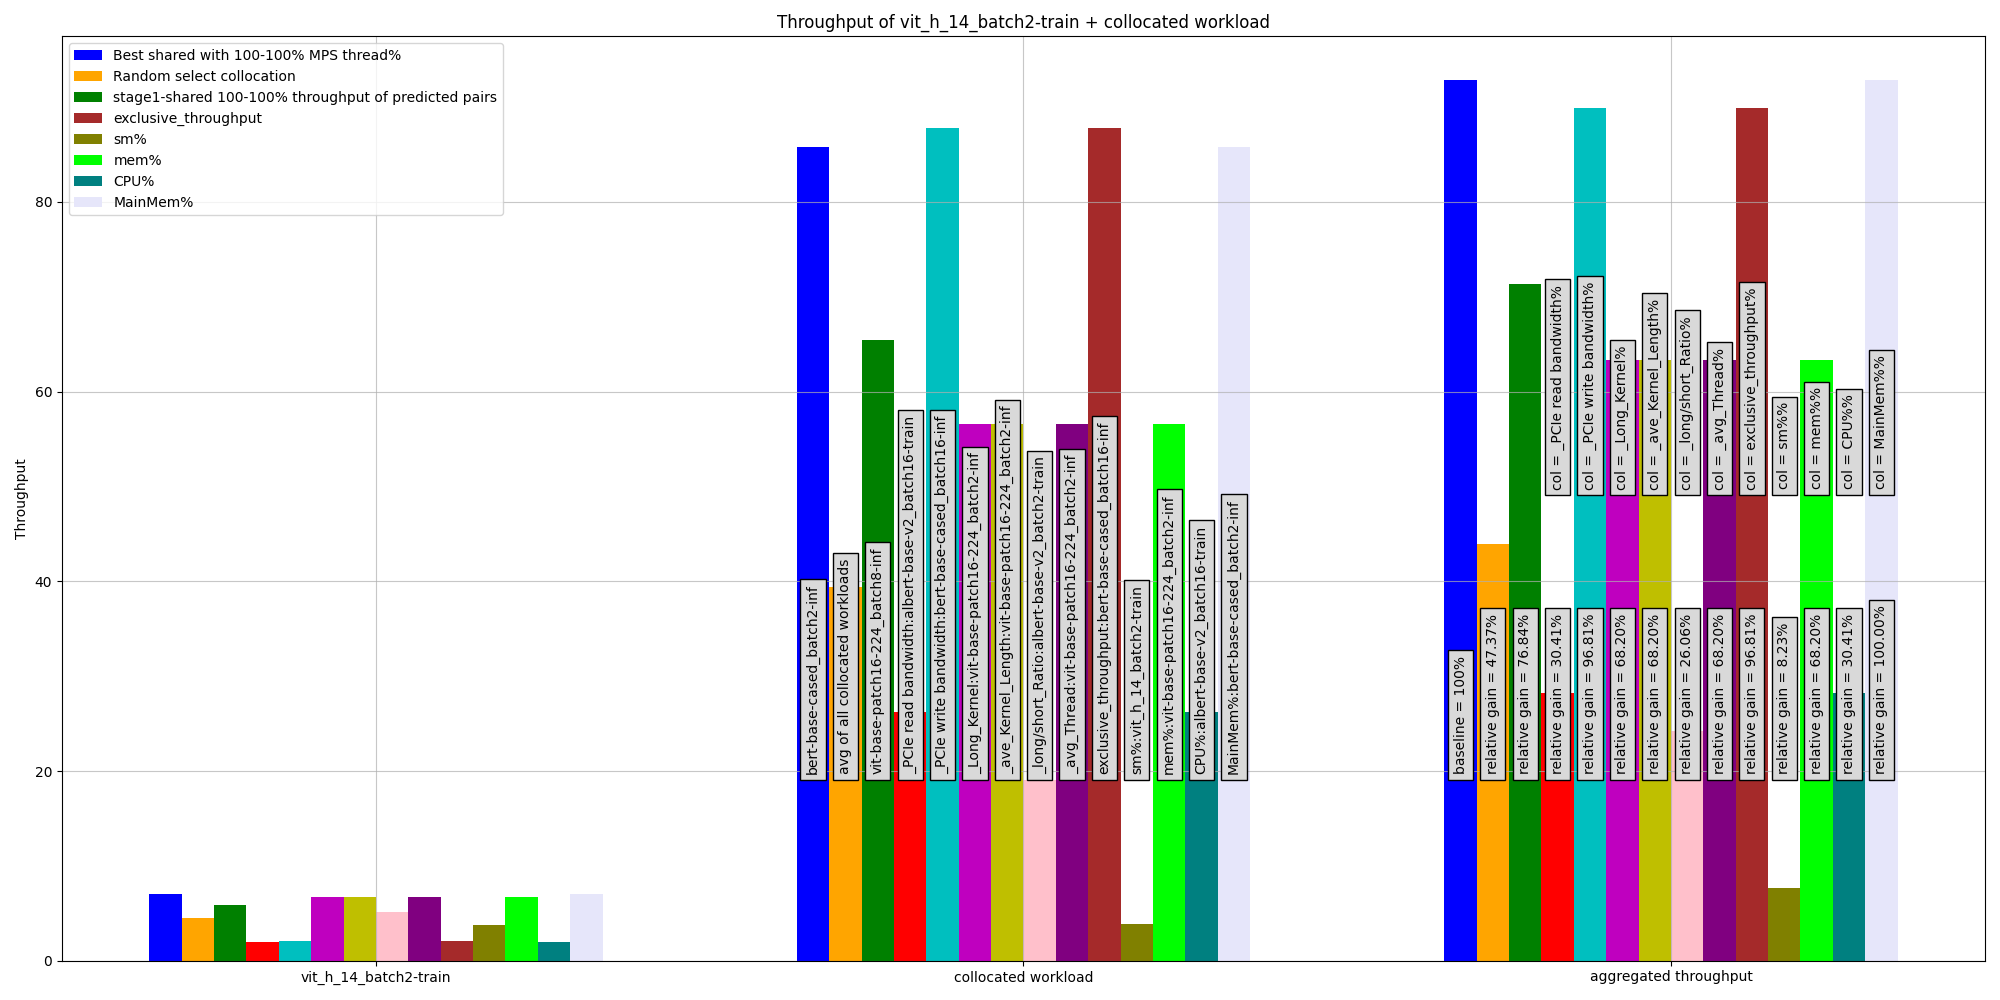 Throughput of vit_h_14_batch2-train + collocated workload
Best shared with 100-100% MPS thread%
Random select collocation
stage1-shared 100-100% throughput of predicted pairs
exclusive_throughput
sm%
mem%
CPU%
MainMem%
Throughput
80
60
40
20
0
bert-base-cased_batch2-inf
avg of all collocated workloads
vit-base-patch16-224_batch8-inf
_PCIe read bandwidth:albert-base-v2_batch16-train
_PCIe write bandwidth:bert-base-cased_batch16-inf
_Long_Kernel:vit-base-patch16-224_batch2-inf
_ave_Kernel_Length:vit-base-patch16-224_batch2-inf
_long/short_Ratio:albert-base-v2_batch2-train
_avg_Thread:vit-base-patch16-224_batch2-inf
exclusive_throughput:bert-base-cased_batch16-inf
sm%:vit_h_14_batch2-train
mem%:vit-base-patch16-224_batch2-inf
CPU%:albert-base-v2_batch16-train
MainMem%:bert-base-cased_batch2-inf
col = _PCIe read bandwidth%
col = _PCIe write bandwidth%
col = _Long_Kernel%
col = _ave_Kernel_Length%
col = _long/short_Ratio%
col = _avg_Thread%
col = exclusive_throughput%
col = sm%%
col = mem%%
col = CPU%%
col = MainMem%%
baseline = 100%
relative gain = 47.37%
relative gain = 76.84%
relative gain = 30.41%
relative gain = 96.81%
relative gain = 68.20%
relative gain = 68.20%
relative gain = 26.06%
relative gain = 68.20%
relative gain = 96.81%
relative gain = 8.23%
relative gain = 68.20%
relative gain = 30.41%
relative gain = 100.00%
vit_h_14_batch2-train
collocated workload
aggregated throughput